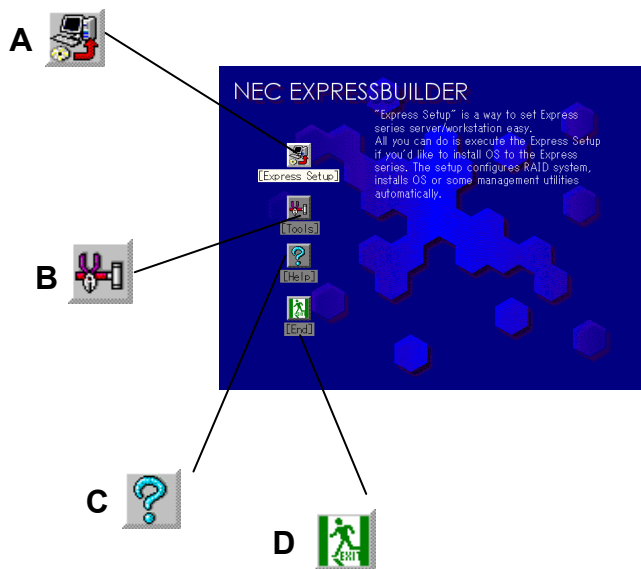 A
NEC EXPRESSBUILDER
"Express Setup" is a way to set Express
series server/workstation easy.
All you can do is execute the Express Setup
if you'd like to install OS to the Express
series. The setup configures RAID system,
installs OS or some management utilities
automatically.
[Express Setup]
[Tools]
B
[Help]
[End]
C
D
EXIT